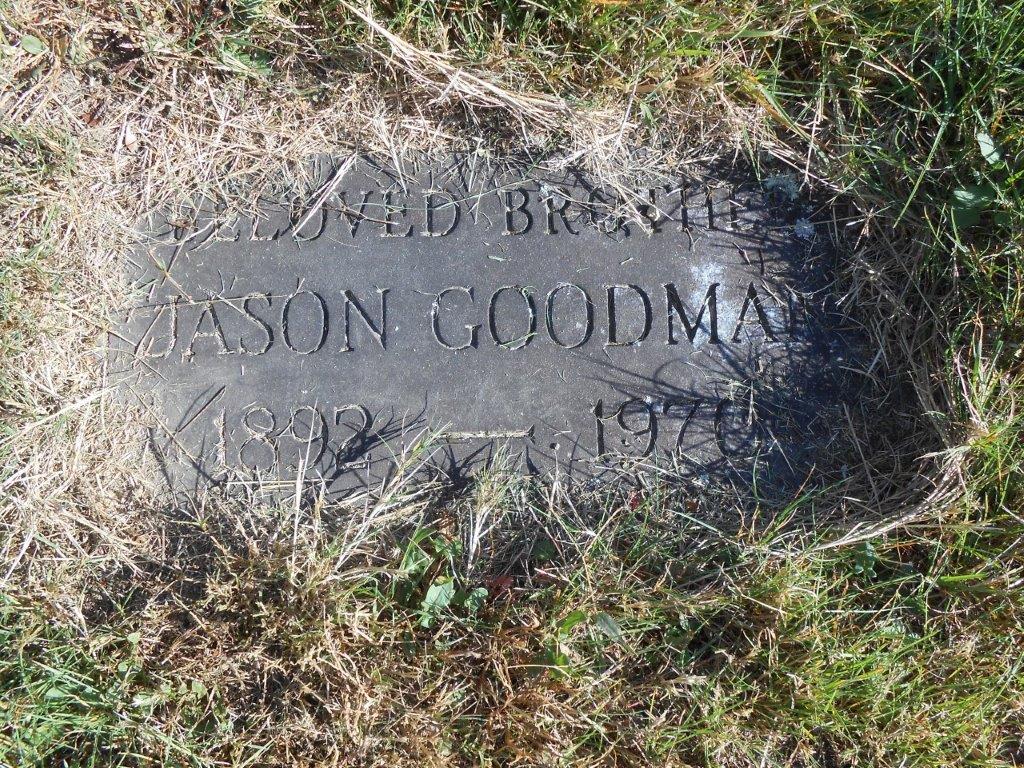 BELOVED BROTHER
JASON GOODMAN
1892 — 1970